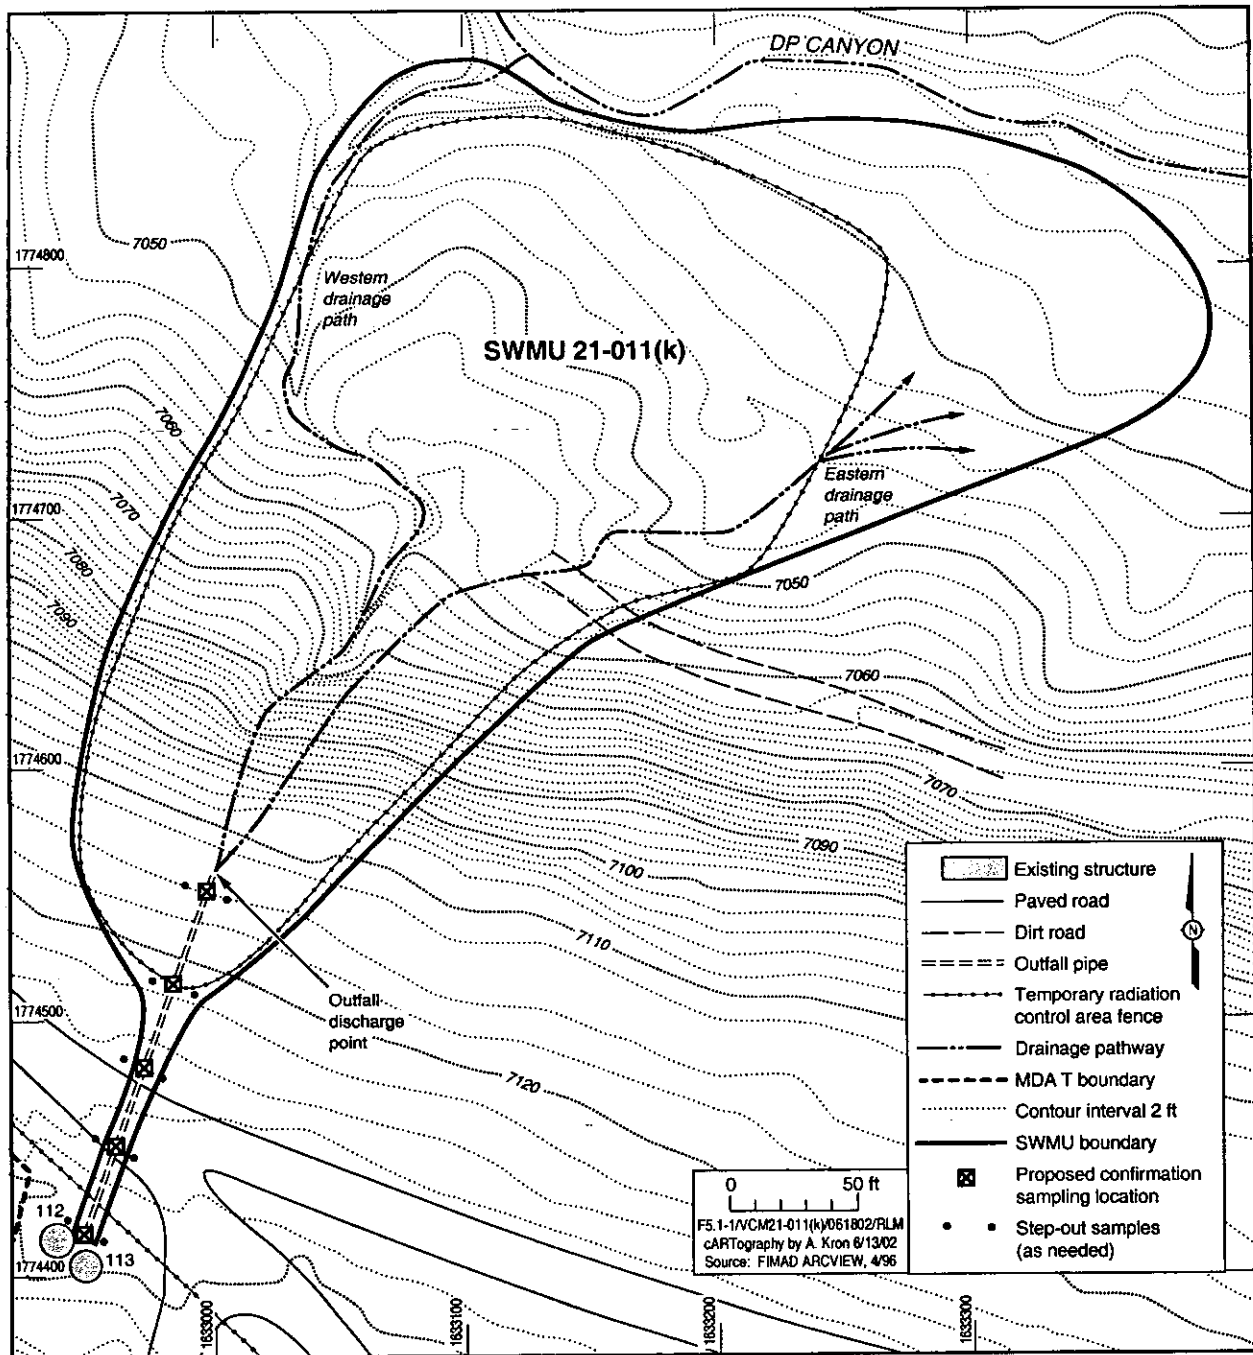 DP CANYON
7050
1774800
Western
drainage
path
SWMU 21-011(k)
7060
Eastern
drainage
path
7070
1774700
7080
7050
7090
7060
1774600
7070
7090
7100
7110
Outfall
discharge
point
1774500
7120
112
113
1774400
1633000
1633100
1633200
1633300
0 50 ft
F5.1-1/VCM21-011(k)/061802/RLM
cARTography by A. Kron 6/13/02
Source: FIMAD ARCVIEW, 4/96
Existing structure
Paved road
N
Dirt road
Outfall pipe
Temporary radiation
control area fence
Drainage pathway
MDA T boundary
Contour interval 2 ft
SWMU boundary
Proposed confirmation
sampling location
Step-out samples
(as needed)